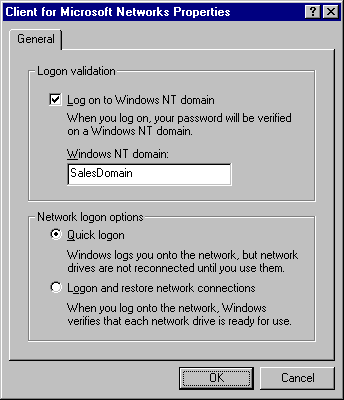 Client for Microsoft Networks Properties
General
Logon validation
Log on to Windows NT domain
When you log on, your password will be verified
on a Windows NT domain.
Windows NT domain:
SalesDomain
Network logon options
Quick logon
Windows logs you onto the network, but network
drives are not reconnected until you use them.
Logon and restore network connections
When you log onto the network, Windows
verifies that each network drive is ready for use.
OK
Cancel